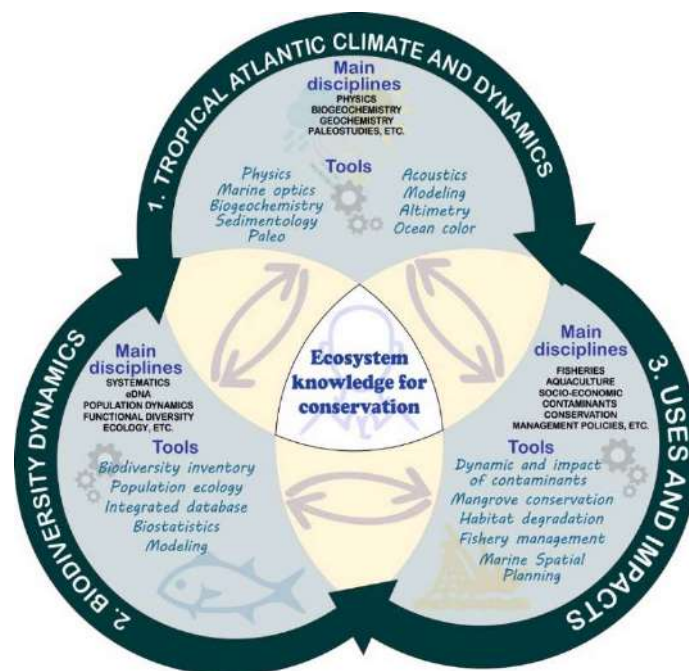 1. TROPICAL ATLANTIC CLIMATE AND DYNAMICS
Main
disciplines
PHYSICS
BIOGEOCHEMISTRY
GEOCHEMISTRY
PALEOSTUDIES, ETC.
Tools
Physics
Marine optics
Biogeochemistry
Sedimentology
Paleo
Acoustics
Modeling
Altimetry
Ocean color
Ecosystem
knowledge for
conservation
2. BIODIVERSITY DYNAMICS
Main
disciplines
SYSTEMATICS
eDNA
POPULATION DYNAMICS
FUNCTIONAL DIVERSITY
ECOLOGY, ETC.
Tools
Biodiversity inventory
Population ecology
Integrated database
Biostatistics
Modeling
3. USES AND IMPACTS
Main
disciplines
FISHERIES
AQUACULTURE
SOCIO-ECONOMIC
CONTAMINANTS
CONSERVATION
MANAGEMENT POLICIES, ETC.
Tools
Dynamic and impact
of contaminants
Mangrove conservation
Habitat degradation
Fishery management
Marine Spatial
Planning